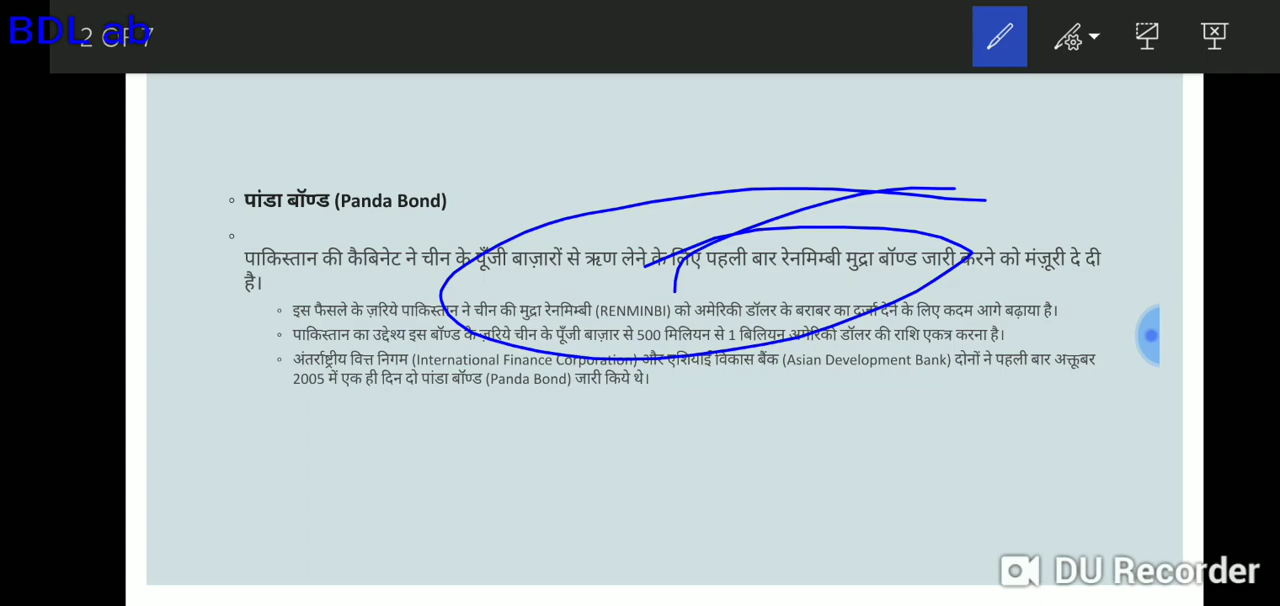 BDL ab
2 OF 7
पांडा बॉण्ड (Panda Bond)
पाकिस्तान की कैबिनेट ने चीन के पूँजी बाज़ारों से ऋण लेने के लिए पहली बार रेनमिम्बी मुद्रा बॉण्ड जारी करने को मंज़ूरी दे दी
है।
इस फैसले के ज़रिये पाकिस्तान ने चीन की मुद्रा रेनमिम्बी (RENMINBI) को अमेरिकी डॉलर के बराबर का दर्जा देने के लिए कदम आगे बढ़ाया है।
पाकिस्तान का उद्देश्य इस बॉण्ड के ज़रिये चीन के पूँजी बाज़ार से 500 मिलियन से 1 बिलियन अमेरिकी डॉलर की राशि एकत्र करना है।
अंतर्राष्ट्रीय वित्त निगम (International Finance Corporation) और एशियाई विकास बैंक (Asian Development Bank) दोनों ने पहली बार अक्तूबर
2005 में एक ही दिन दो पांडा बॉण्ड (Panda Bond) जारी किये थे।
DU Recorder